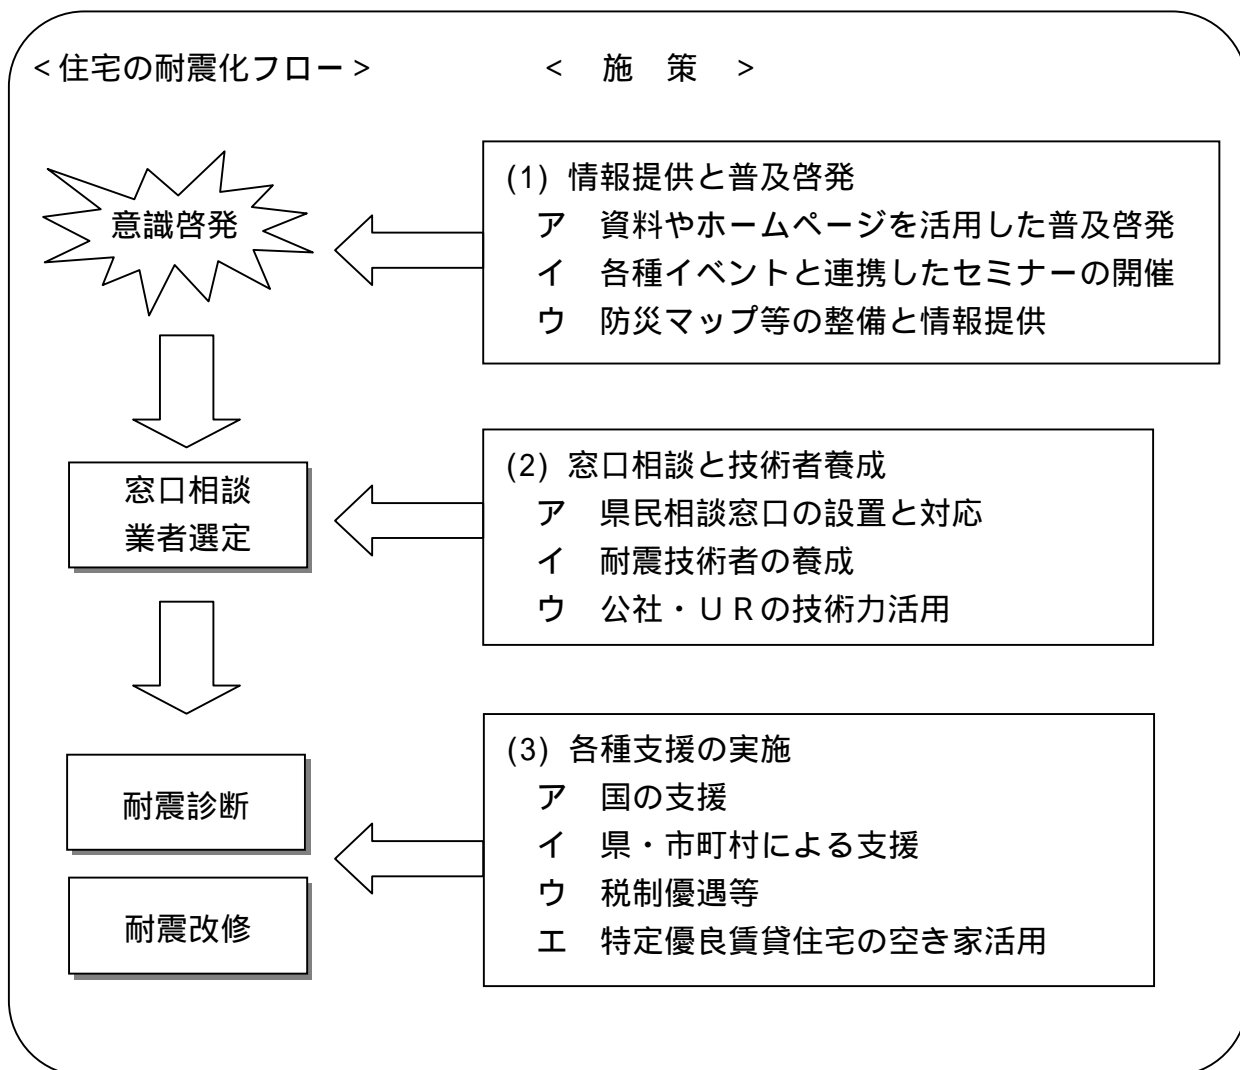 <住宅の耐震化フロー>
< 施 策 >
意識啓発
(1) 情報提供と普及啓発
ア 資料やホームページを活用した普及啓発
イ 各種イベントと連携したセミナーの開催
ウ 防災マップ等の整備と情報提供
窓口相談
業者選定
(2) 窓口相談と技術者養成
ア 県民相談窓口の設置と対応
イ 耐震技術者の養成
ウ 公社・ＵＲの技術力活用
耐震診断
耐震改修
(3) 各種支援の実施
ア 国の支援
イ 県・市町村による支援
ウ 税制優遇等
エ 特定優良賃貸住宅の空き家活用